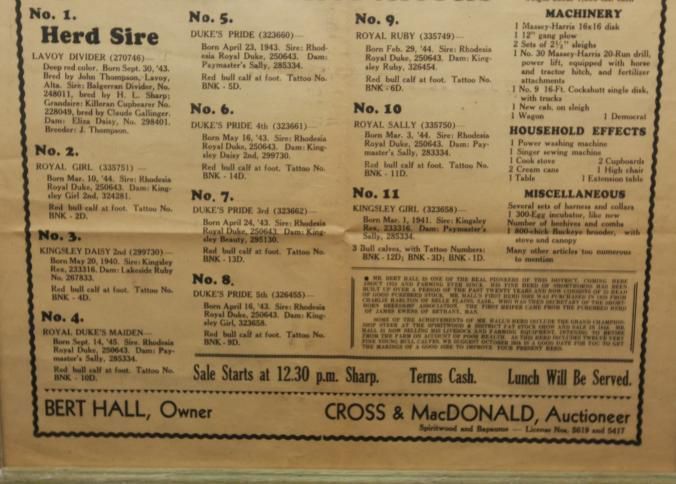 No. 1.
Herd Sire
LAVOY DIVIDER (270746)—
Deep red color. Born Sept. 30, '43.
Bred by John Thompson, Lavoy,
Alta. Sire: Balgerran Divider, No.
248011, bred by H. L. Sharp;
Grandsire: Killeran Cupbearer No.
228049, bred by Claude Gallinger.
Dam: Eliza Daisy, No. 298401.
Breeder: J. Thompson.
No. 2.
ROYAL GIRL (335751)—
Born Mar. 10, '44. Sire: Rhodesia
Royal Duke, 250643. Dam: King-
sley Girl 2nd, 324281.
Red bull calf at foot. Tattoo No.
BNK - 2D.
No. 3.
KINGSLEY DAISY 2nd (299730)—
Born May 20, 1940. Sire: Kingsley
Rex, 233316. Dam: Lakeside Ruby
No. 267833.
Red bull calf at foot. Tattoo No.
BNK - 4D.
No. 4.
ROYAL DUKE'S MAIDEN—
Born Sept. 14, '45. Sire: Rhodesia
Royal Duke, 250643. Dam: Pay-
master's Sally, 285334.
Red bull calf at foot. Tattoo No.
BNK - 10D.
No. 5.
DUKE'S PRIDE (323660)—
Born April 23, 1943. Sire: Rhod-
esia Royal Duke, 250643. Dam:
Paymaster's Sally, 285334.
Red bull calf at foot. Tattoo No.
BNK - 5D.
No. 6.
DUKE'S PRIDE 4th (323661)—
Born May 16, '43. Sire: Rhodesia
Royal Duke, 250643. Dam: King-
sley Daisy 2nd, 299730.
Red bull calf at foot. Tattoo No.
BNK - 14D.
No. 7.
DUKE'S PRIDE 3rd (323662)—
Born April 24, '43. Sire: Rhodesia
Royal Duke, 250643. Dam: King-
sley Beauty, 295130.
Red bull calf at foot. Tattoo No.
BNK - 13D.
No. 8.
DUKE'S PRIDE 5th (326455)—
Born April 16, '43. Sire: Rhodesia
Royal Duke, 250643. Dam: King-
sley Girl, 323658.
Red bull calf at foot. Tattoo No.
BNK - 9D.
No. 9.
ROYAL RUBY (335749)—
Born Feb. 29, '44. Sire: Rhodesia
Royal Duke, 250643. Dam: King-
sley Ruby, 326454.
Red bull calf at foot. Tattoo No.
BNK - 6D.
No. 10
ROYAL SALLY (335750)—
Born Mar. 3, '44. Sire: Rhodesia
Royal Duke, 250643. Dam: Pay-
master's Sally, 283334.
Red bull calf at foot. Tattoo No.
BNK - 11D.
No. 11
KINGSLEY GIRL (323658)—
Born Mar. 1, 1941. Sire: Kingsley
Rex, 233316. Dam: Paymaster's
Sally, 285334.
3 Bull calves, with Tattoo Numbers:
BNK - 12D; BNK - 3D; BNK - 1D.
MACHINERY
1 Massey-Harris 16x16 disk
1 12" gang plow
2 Sets of 2½" sleighs
1 No. 30 Massey-Harris 20-Run drill,
power lift, equipped with horse
and tractor hitch, and fertilizer
attachments
1 No. 9 16-Ft. Cockshutt single disk,
with trucks
1 New cab, on sleigh
1 Wagon 1 Democrat
HOUSEHOLD EFFECTS
1 Power washing machine
1 Singer sewing machine
1 Cook stove 2 Cupboards
2 Cream cans 1 High chair
1 Table 1 Extension table
MISCELLANEOUS
Several sets of harness and collars
1 300-Egg incubator, like new
Number of beehives and combs
1 800-chick Buckeye brooder, with
stove and canopy
Many other articles too numerous
to mention
MR. BERT HALL IS ONE OF THE REAL PIONEERS OF THIS DISTRICT, COMING HERE
Sale Starts at 12.30 p.m. Sharp. Terms Cash. Lunch Will Be Served.
BERT HALL, Owner
CROSS & MacDONALD, Auctioneer
Spiritwood and Bapaume — License Nos. 5619 and 5417